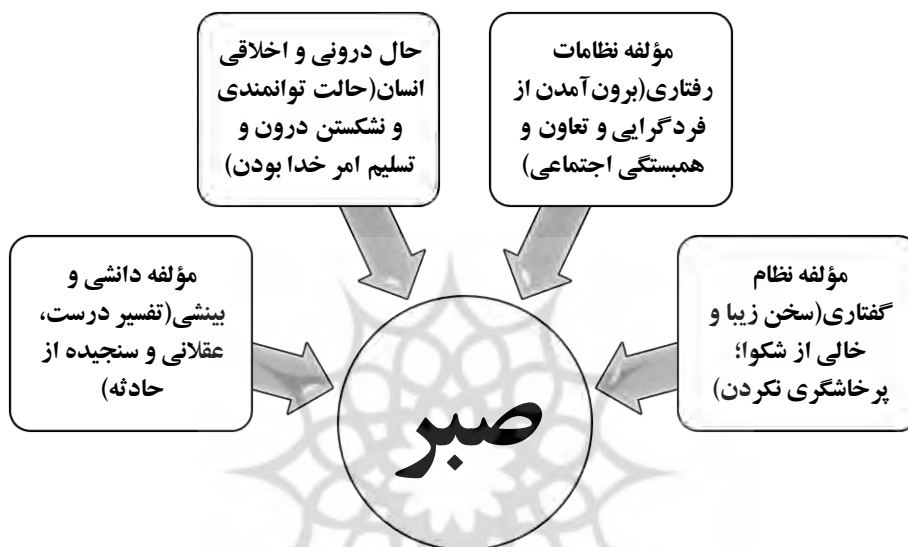 مؤلفه نظامات
رفتاری(برون‌آمدن از
فردگرایی و تعاون و
همبستگی اجتماعی)
حال درونی و اخلاقی
انسان(حالت توانمندی
و نشکستن درون و
تسلیم امر خدا بودن)
مؤلفه نظام
گفتاری(سخن زیبا و
خالی از شکوا؛
پرخاشگری نکردن)
مؤلفه دانشی و
بینشی(تفسیر درست،
عقلانی و سنجیده از
حادثه)
صبر